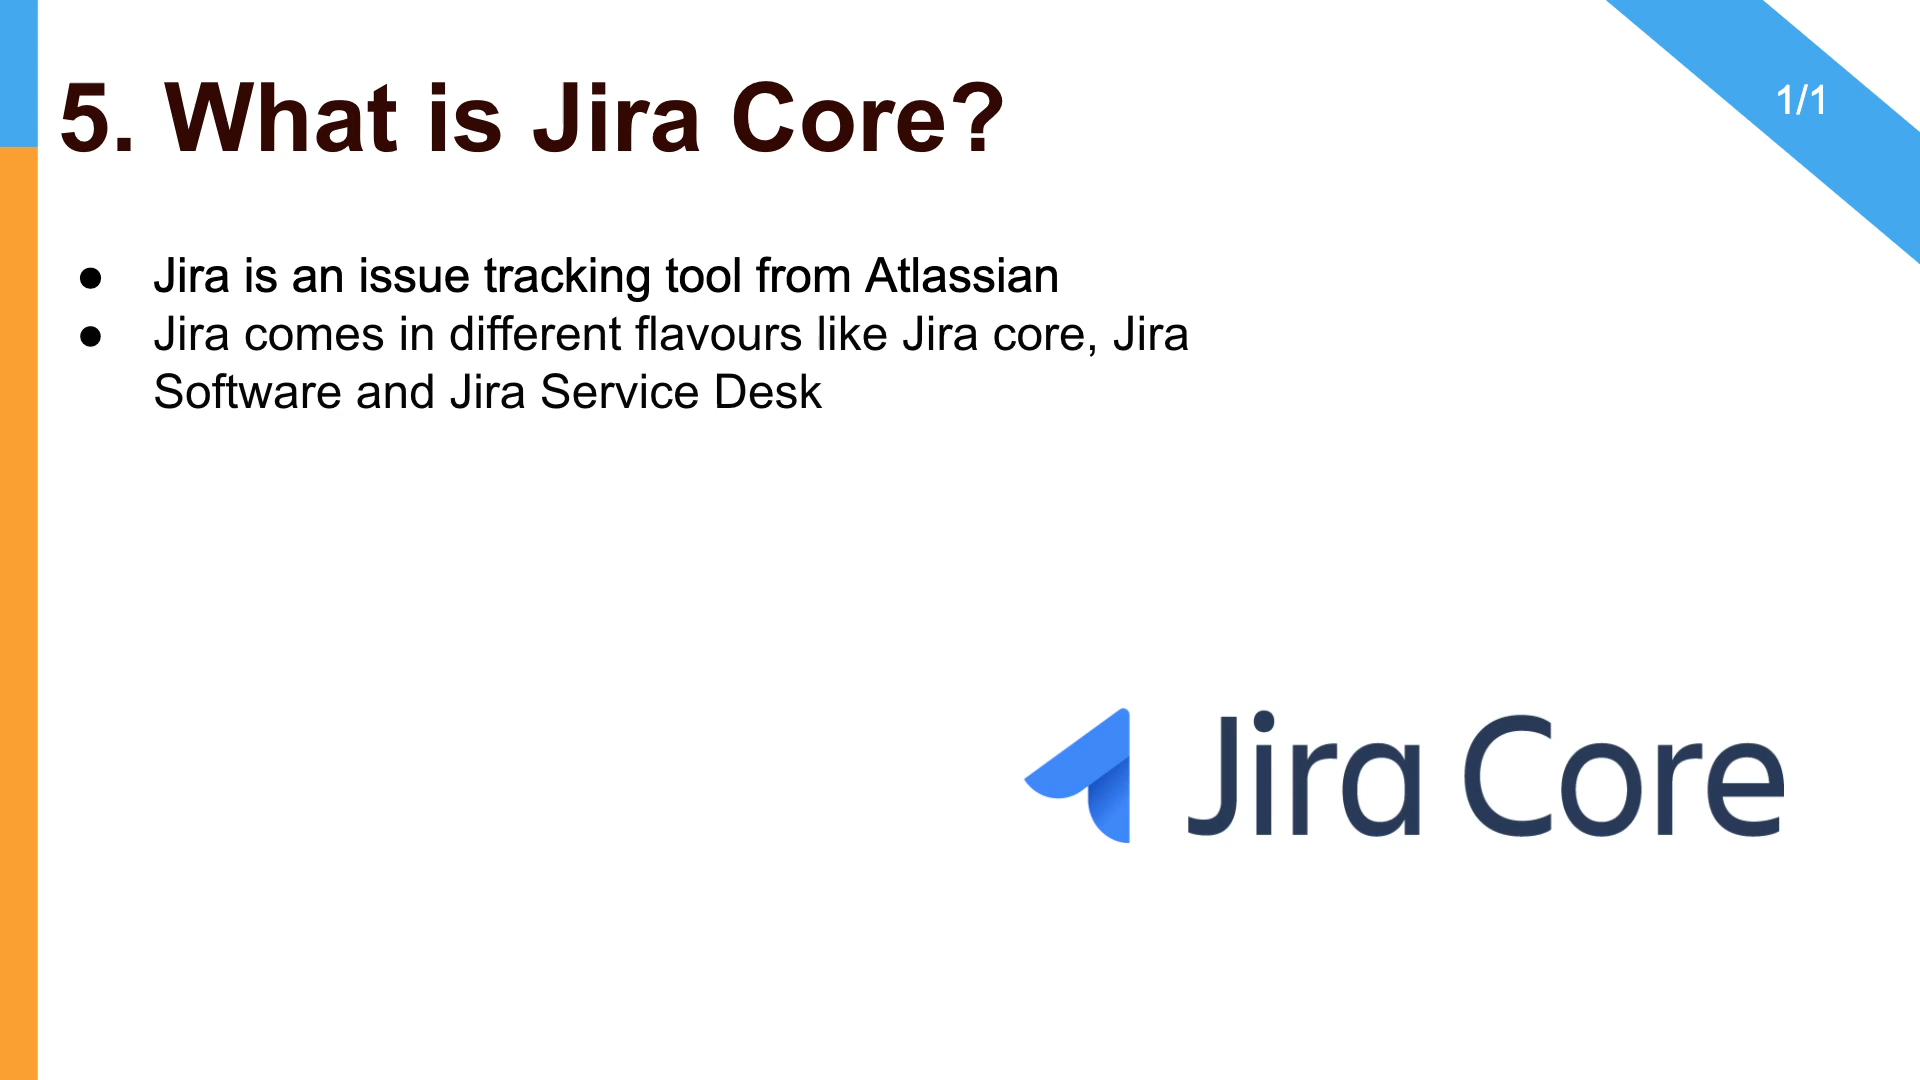 5. What is Jira Core?
1/1
● Jira is an issue tracking tool from Atlassian
● Jira comes in different flavours like Jira core, Jira
Software and Jira Service Desk
Jira Core